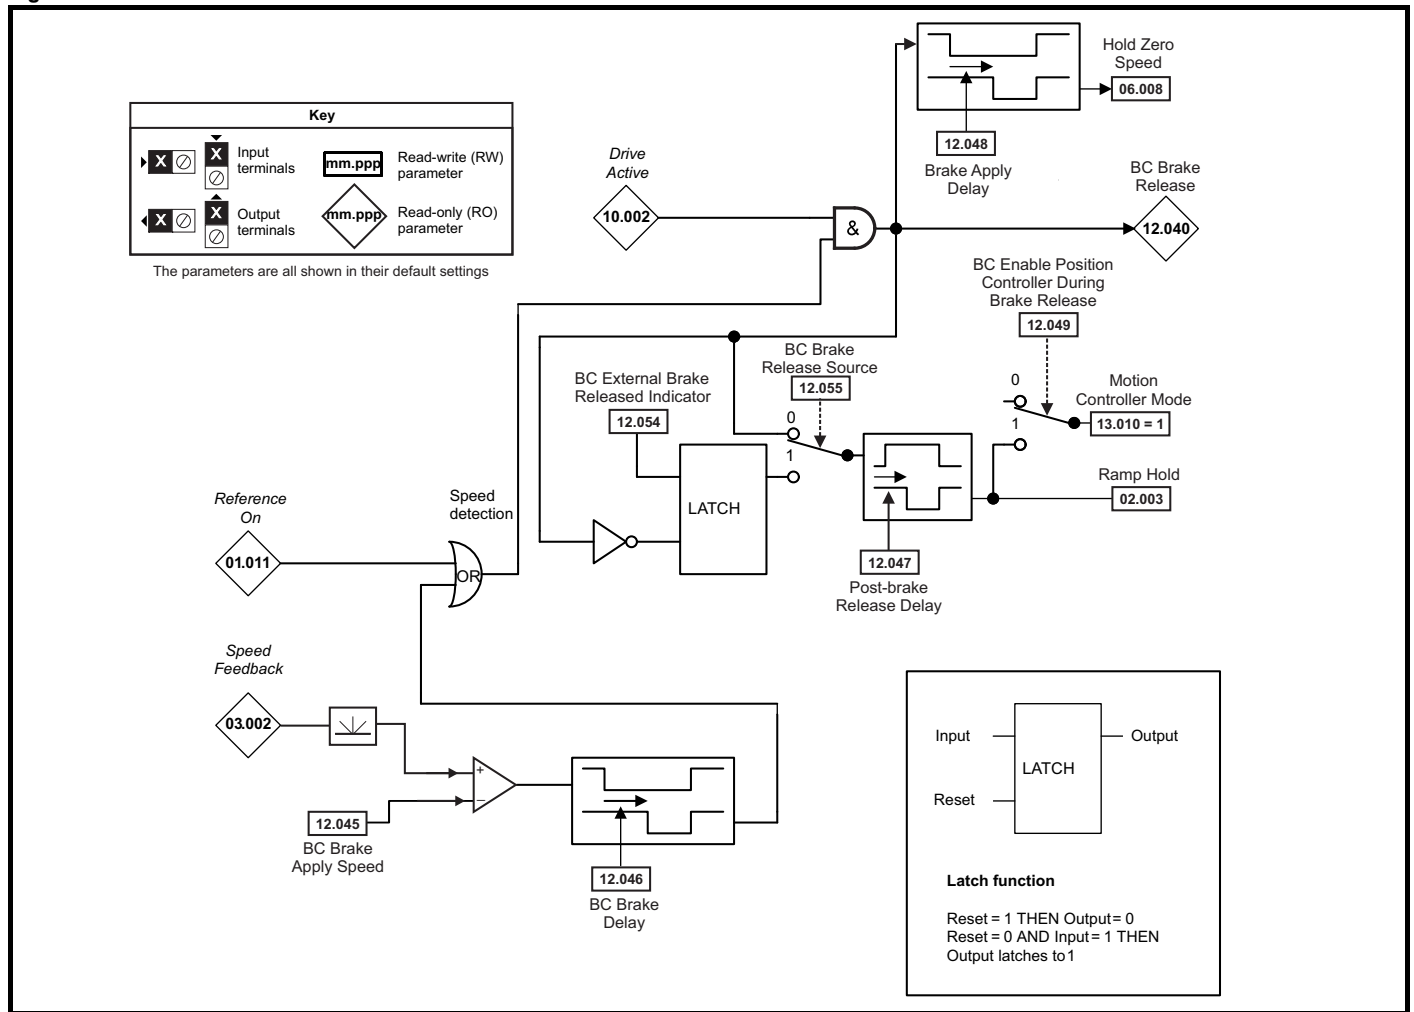 Key
X
X
Input
terminals
mm.ppp
Read-write (RW)
parameter
X
X
Output
terminals
mm.ppp
Read-only (RO)
parameter
The parameters are all shown in their default settings
Drive
Active
10.002
&
Hold Zero
Speed
06.008
12.048
Brake Apply
Delay
BC Brake
Release
12.040
BC Enable Position
Controller During
Brake Release
12.049
BC Brake
Release Source
12.055
BC External Brake
Released Indicator
12.054
0
1
0
1
Motion
Controller Mode
13.010 = 1
Ramp Hold
02.003
LATCH
12.047
Post-brake
Release Delay
Reference
On
01.011
Speed
detection
OR
Speed
Feedback
03.002
+
−
12.045
BC Brake
Apply Speed
12.046
BC Brake
Delay
Input
Output
LATCH
Reset
Latch function
Reset = 1 THEN Output = 0
Reset = 0 AND Input = 1 THEN
Output latches to 1